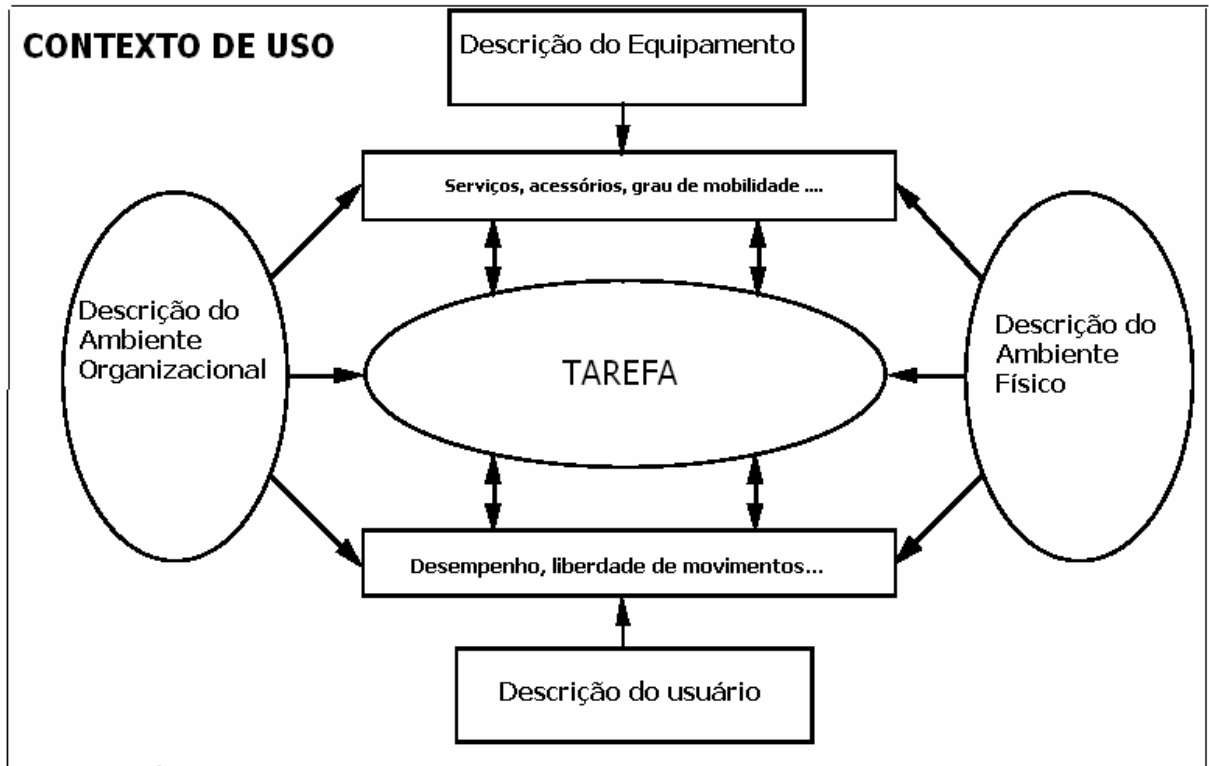 CONTEXTO DE USO
Descrição do Equipamento
Serviços, acessórios, grau de mobilidade ....
Descrição do
Ambiente
Organizacional
TAREFA
Descrição do
Ambiente
Físico
Desempenho, liberdade de movimentos...
Descrição do usuário